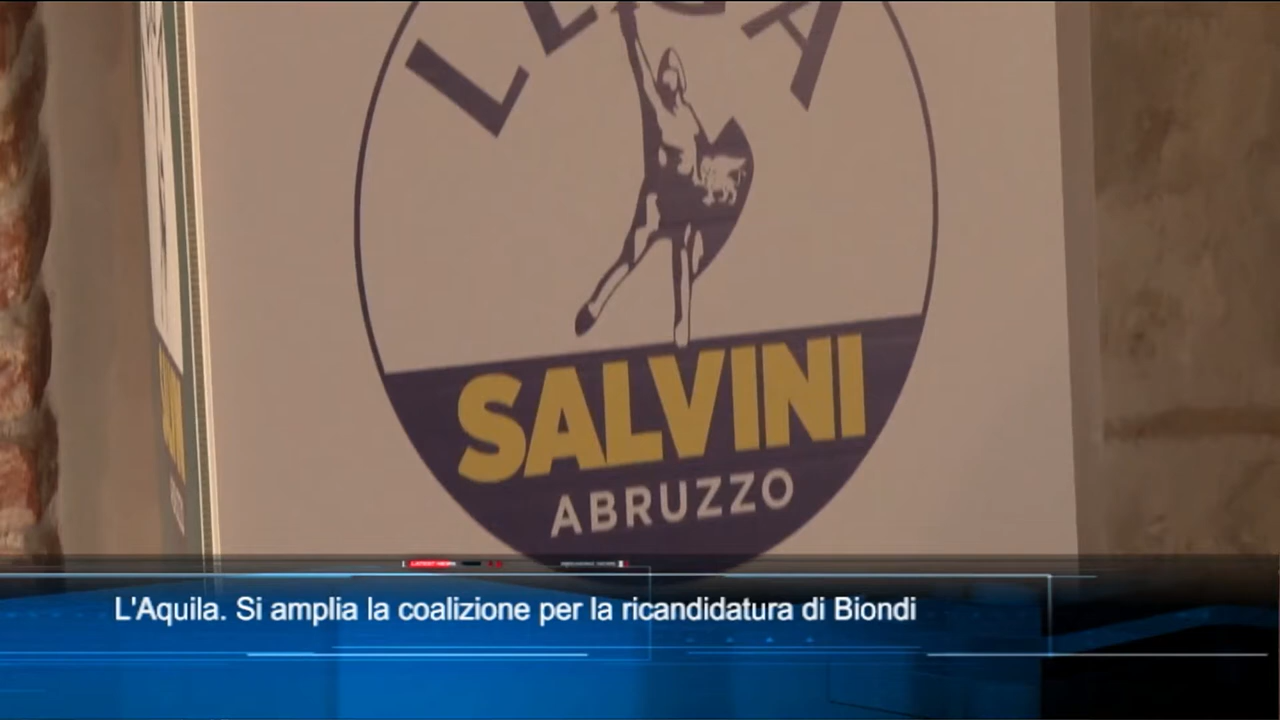 LEGA
SALVINI
ABRUZZO
L'Aquila. Si amplia la coalizione per la ricandidatura di Biondi